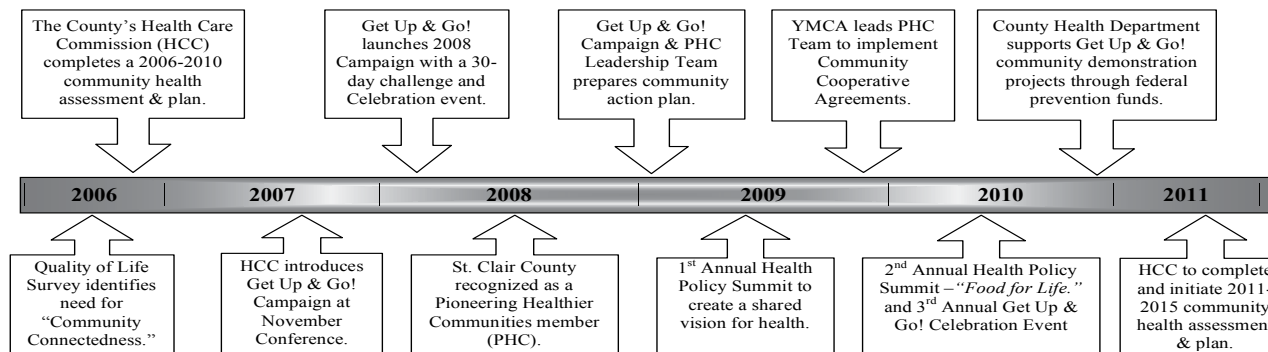 The County's Health Care
Commission (HCC)
completes a 2006-2010
community health
assessment & plan.
Get Up & Go!
launches 2008
Campaign with a 30-
day challenge and
Celebration event.
Get Up & Go!
Campaign & PHC
Leadership Team
prepares community
action plan.
YMCA leads PHC
Team to implement
Community
Cooperative
Agreements.
County Health Department
supports Get Up & Go!
community demonstration
projects through federal
prevention funds.
2006
2007
2008
2009
2010
2011
Quality of Life
Survey identifies
need for
“Community
Connectedness.”
HCC introduces
Get Up & Go!
Campaign at
November
Conference.
St. Clair County
recognized as a
Pioneering Healthier
Communities member
(PHC).
1st Annual Health
Policy Summit to
create a shared
vision for health.
2nd Annual Health Policy
Summit – “Food for Life.”
and 3rd Annual Get Up &
Go! Celebration Event
HCC to complete
and initiate 2011-
2015 community
health assessment
& plan.